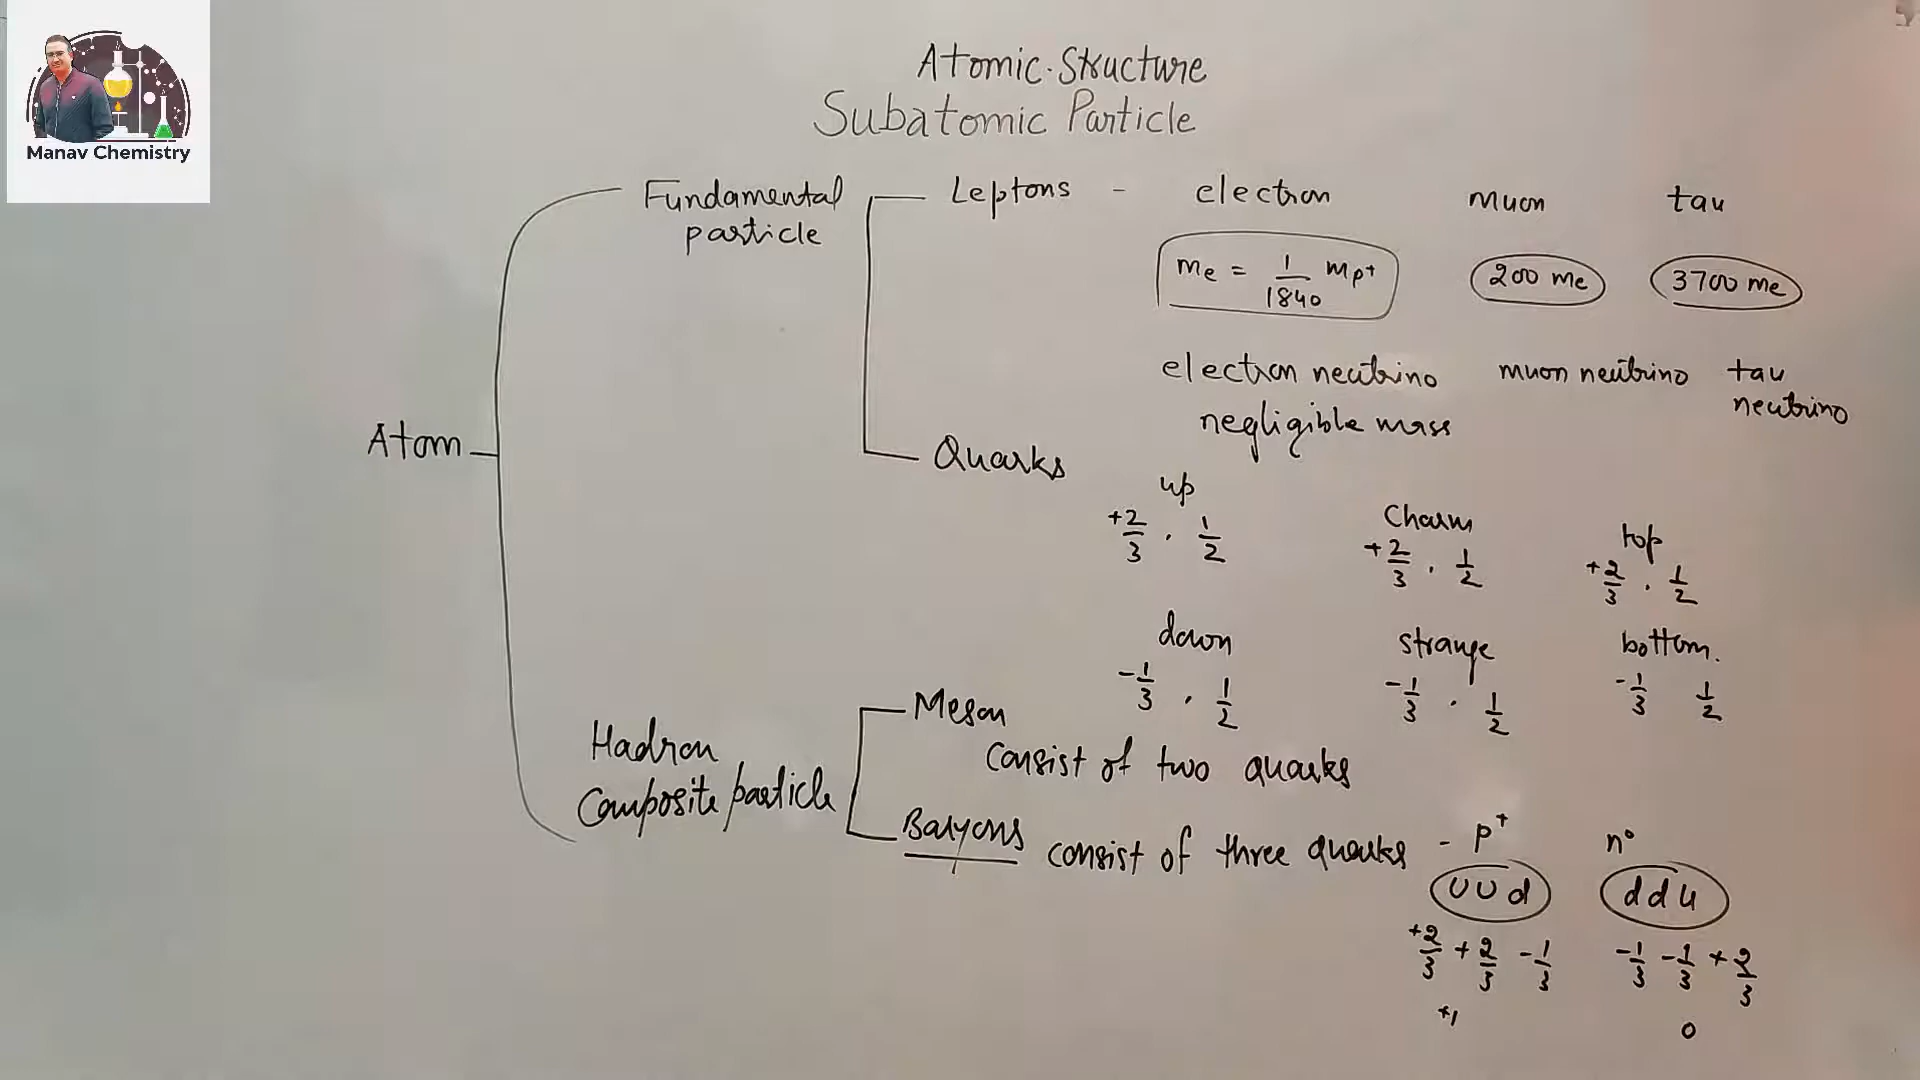 Manav Chemistry
Atomic Structure
Subatomic Particle
Fundamental particle
Leptons - electron muon tau
me = 1/1840 mp+ 200 me 3700 me
electron neutrino muon neutrino tau neutrino
negligible mass
Atom
Quarks
up Charm top
+2/3 . 1/2 +2/3 . 1/2 +2/3 . 1/2
down strange bottom.
-1/3 . 1/2 -1/3 . 1/2 -1/3 1/2
Hadron
Composite particle
Meson
Consist of two quarks
Baryons consist of three quarks - p+ n°
UUd ddu
+2/3 + 2/3 - 1/3 -1/3 - 1/3 + 2/3
+1 0